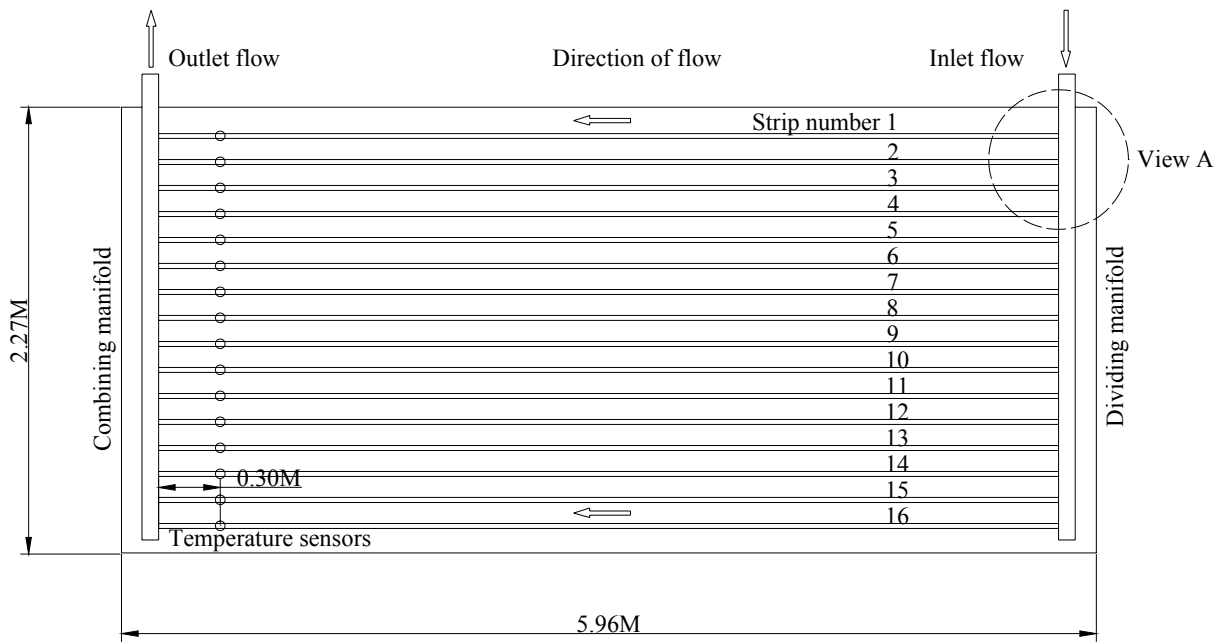 Outlet flow
Direction of flow
Inlet flow
Strip number 1
2
View A
3
4
5
6
7
8
9
10
11
12
13
14
15
16
Combining manifold
Dividing manifold
2.27M
0.30M
Temperature sensors
5.96M